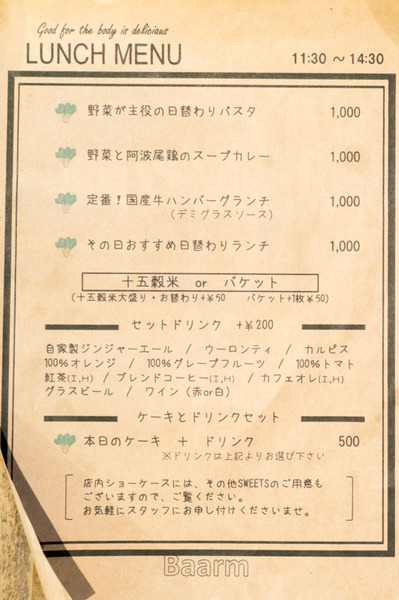 Good for the body is delicious
LUNCH MENU 11:30 ～ 14:30
野菜が主役の日替わりパスタ 1,000
野菜と阿波尾鶏のスープカレー 1,000
定番！国産牛ハンバーグランチ 1,000
（デミグラスソース）
その日おすすめ日替わりランチ 1,000
十五穀米 or バケット
（十五穀米大盛り・お替わり+¥50 バケット+1枚¥50）
セットドリンク +¥200
自家製ジンジャーエール / ウーロンティ / カルピス
100%オレンジ / 100%グレープフルーツ / 100%トマト
紅茶(I,H) / ブレンドコーヒー(I,H) / カフェオレ(I,H)
グラスビール / ワイン（赤or白）
ケーキとドリンクセット
本日のケーキ + ドリンク 500
※ドリンクは上記よりお選び下さい
店内ショーケースには、その他SWEETSのご用意も
ございますので、ご覧ください。
お気軽にスタッフにお申し付けくださいませ。
Baarm